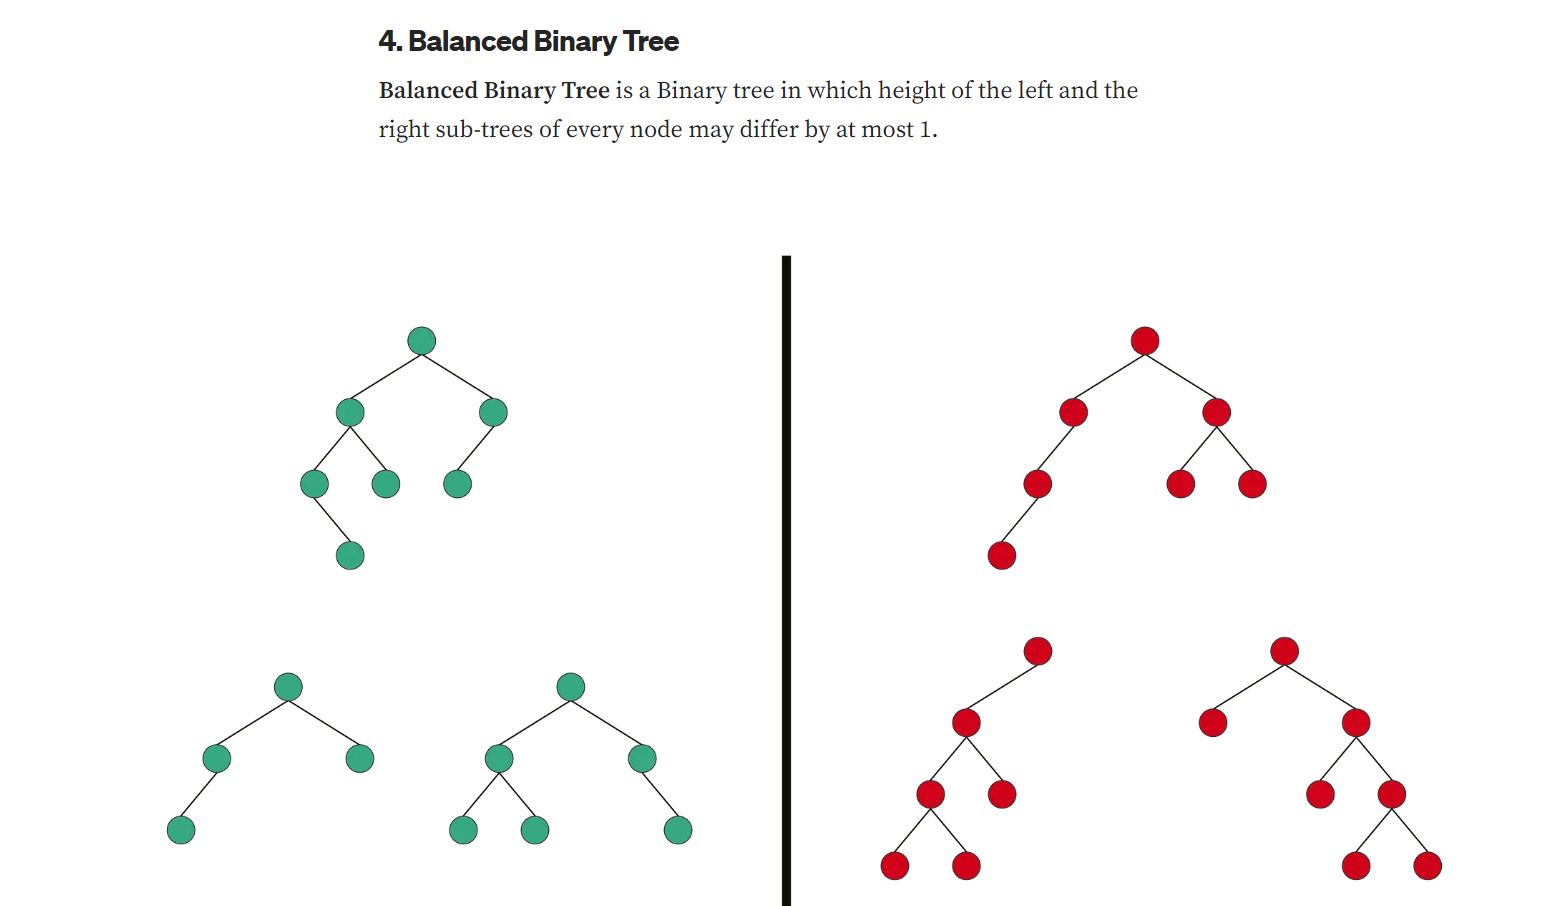 4. Balanced Binary Tree
Balanced Binary Tree is a Binary tree in which height of the left and the
right sub-trees of every node may differ by at most 1.